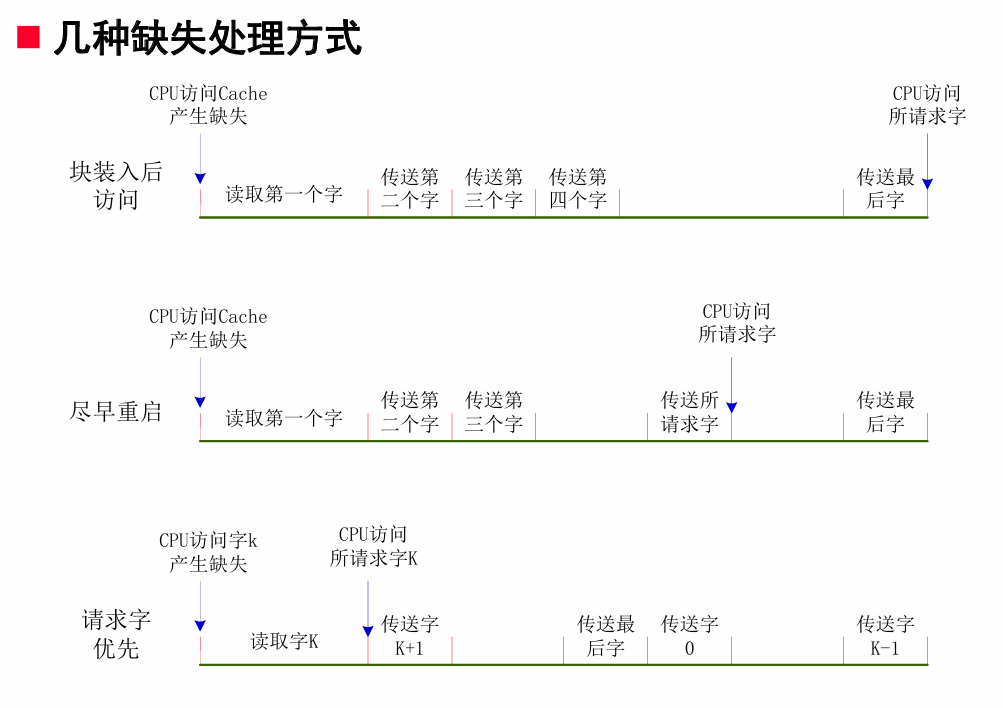 几种缺失处理方式
CPU访问Cache
产生缺失
CPU访问
所请求字
块装入后
访问
读取第一个字
传送第
二个字
传送第
三个字
传送第
四个字
传送最
后字
CPU访问Cache
产生缺失
CPU访问
所请求字
尽早重启
读取第一个字
传送第
二个字
传送第
三个字
传送所
请求字
传送最
后字
CPU访问字k
产生缺失
CPU访问
所请求字K
请求字
优先
读取字K
传送字
K+1
传送最
后字
传送字
0
传送字
K-1